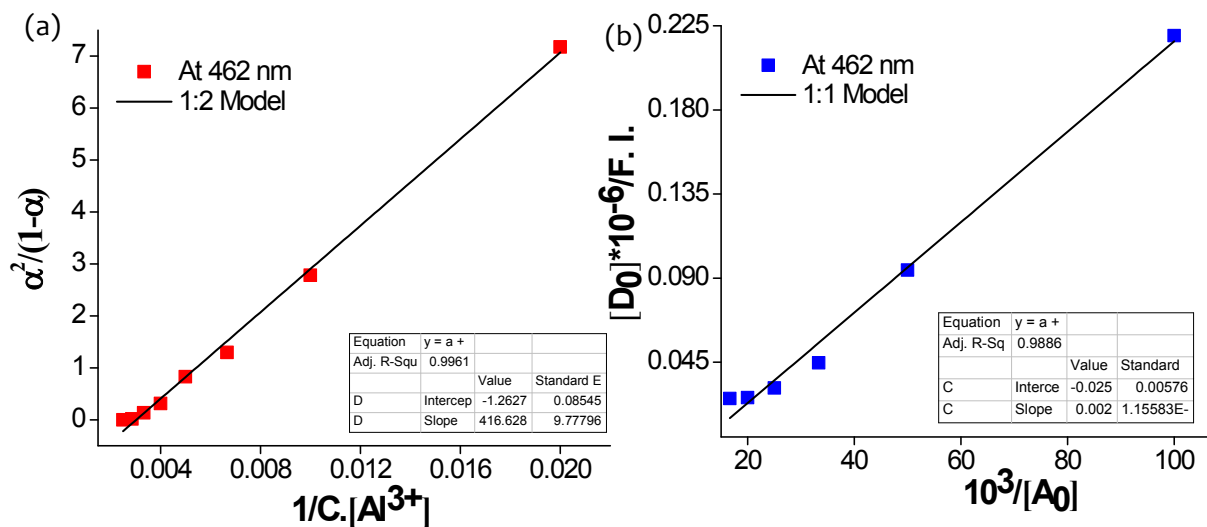 (a)
At 462 nm
1:2 Model
α²/(1-α)
7
6
5
4
3
2
1
0
0.004 0.008 0.012 0.016 0.020
1/C.[Al³⁺]
Equation y = a +
Adj. R-Squ 0.9961
Value Standard E
D Intercep -1.2627 0.08545
D Slope 416.628 9.77796
(b)
At 462 nm
1:1 Model
[D₀]*10⁻⁶/F. I.
0.225
0.180
0.135
0.090
0.045
20 40 60 80 100
10³/[A₀]
Equation y = a +
Adj. R-Sq 0.9886
Value Standard
C Interce -0.025 0.00576
C Slope 0.002 1.15583E-